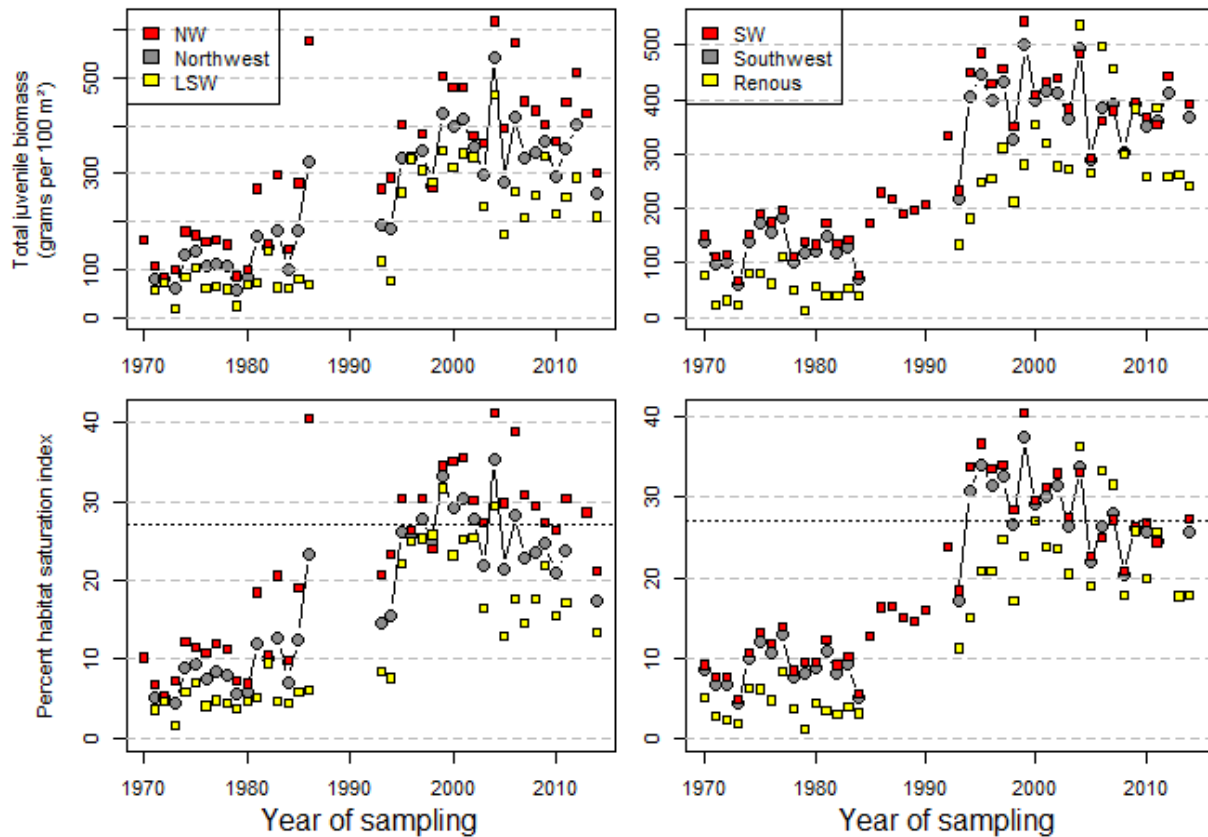 Total juvenile biomass
(grams per 100 m²)
0 100 300 500
NW
Northwest
LSW
1970 1980 1990 2000 2010
0 100 200 300 400 500
SW
Southwest
Renous
1970 1980 1990 2000 2010
Percent habitat saturation index
0 10 20 30 40
1970 1980 1990 2000 2010
Year of sampling
0 10 20 30 40
1970 1980 1990 2000 2010
Year of sampling